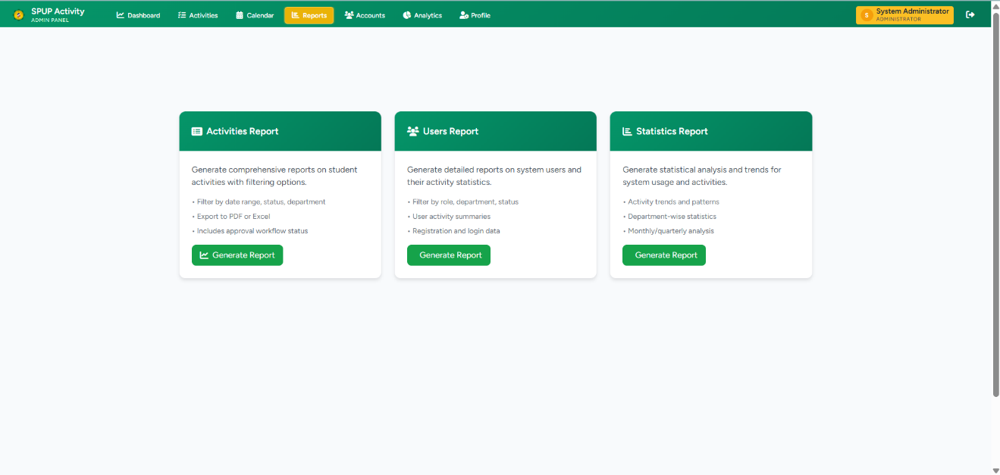 SPUP Activity
ADMIN PANEL
Dashboard
Activities
Calendar
Reports
Accounts
Analytics
Profile
S
System Administrator
ADMINISTRATOR
Activities Report
Generate comprehensive reports on student
activities with filtering options.
• Filter by date range, status, department
• Export to PDF or Excel
• Includes approval workflow status
Generate Report
Users Report
Generate detailed reports on system users and
their activity statistics.
• Filter by role, department, status
• User activity summaries
• Registration and login data
Generate Report
Statistics Report
Generate statistical analysis and trends for
system usage and activities.
• Activity trends and patterns
• Department-wise statistics
• Monthly/quarterly analysis
Generate Report